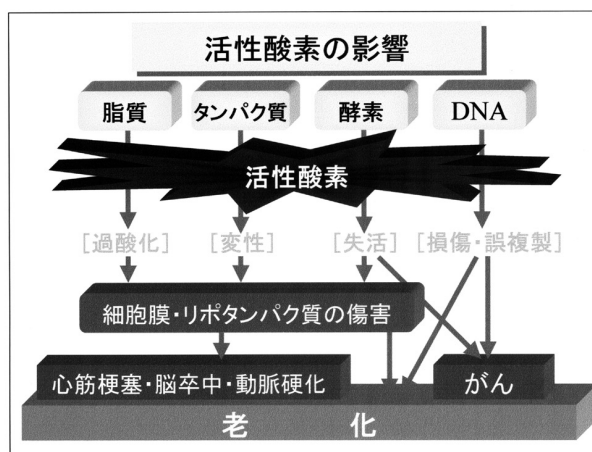 活性酸素の影響
脂質 タンパク質 酵素 DNA
活性酸素
[過酸化] [変性] [失活] [損傷・誤複製]
細胞膜・リポタンパク質の傷害
心筋梗塞・脳卒中・動脈硬化 がん
老 化